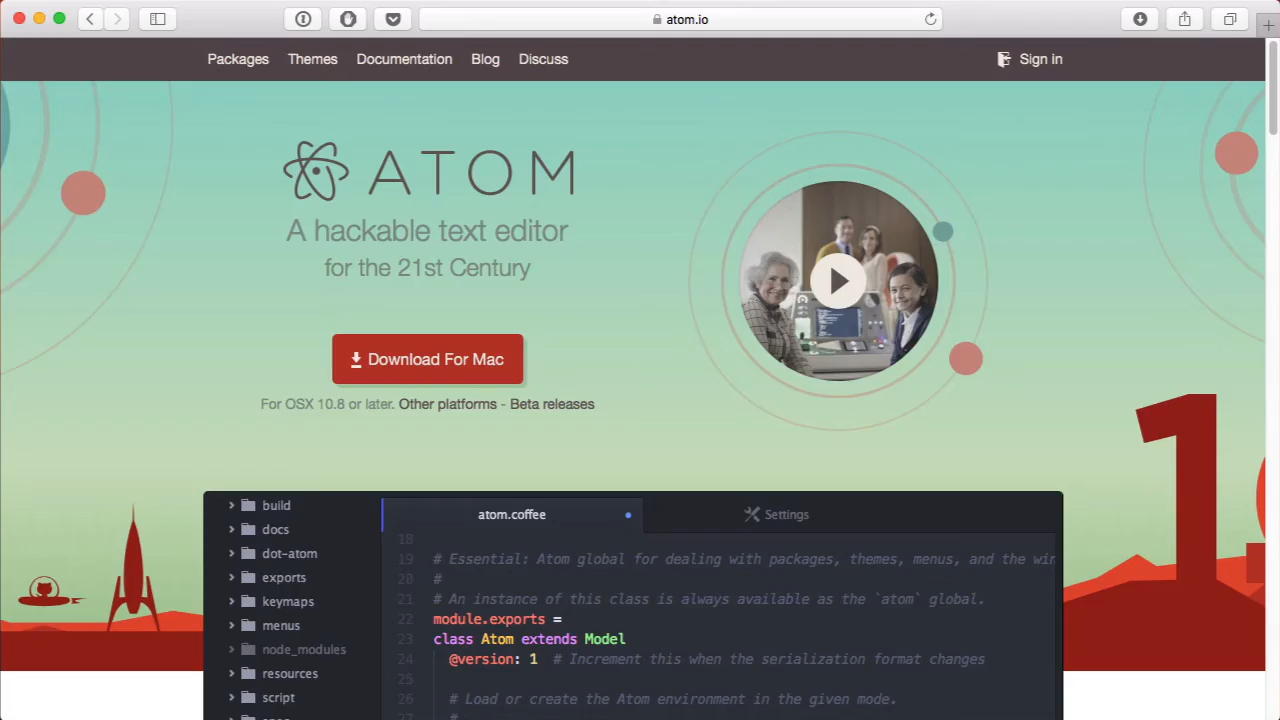 atom.io
Packages Themes Documentation Blog Discuss Sign in
ATOM
A hackable text editor
for the 21st Century
Download For Mac
For OSX 10.8 or later. Other platforms - Beta releases
1
build
docs
dot-atom
exports
keymaps
menus
node_modules
resources
script
atom.coffee Settings
18
19 # Essential: Atom global for dealing with packages, themes, menus, and the win
20 #
21 # An instance of this class is always available as the `atom` global.
22 module.exports =
23 class Atom extends Model
24 @version: 1 # Increment this when the serialization format changes
25
26 # Load or create the Atom environment in the given mode.
27 #